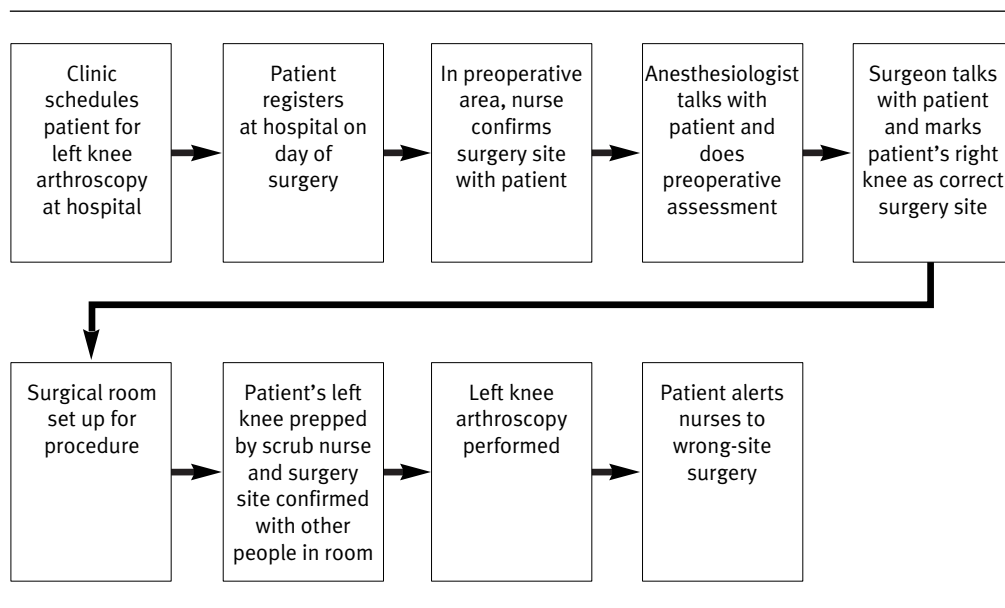 Clinic
schedules
patient for
left knee
arthroscopy
at hospital
Patient
registers
at hospital on
day of
surgery
In preoperative
area, nurse
confirms
surgery site
with patient
Anesthesiologist
talks with
patient and
does
preoperative
assessment
Surgeon talks
with patient
and marks
patient’s right
knee as correct
surgery site
Surgical room
set up for
procedure
Patient’s left
knee prepped
by scrub nurse
and surgery
site confirmed
with other
people in room
Left knee
arthroscopy
performed
Patient alerts
nurses to
wrong-site
surgery